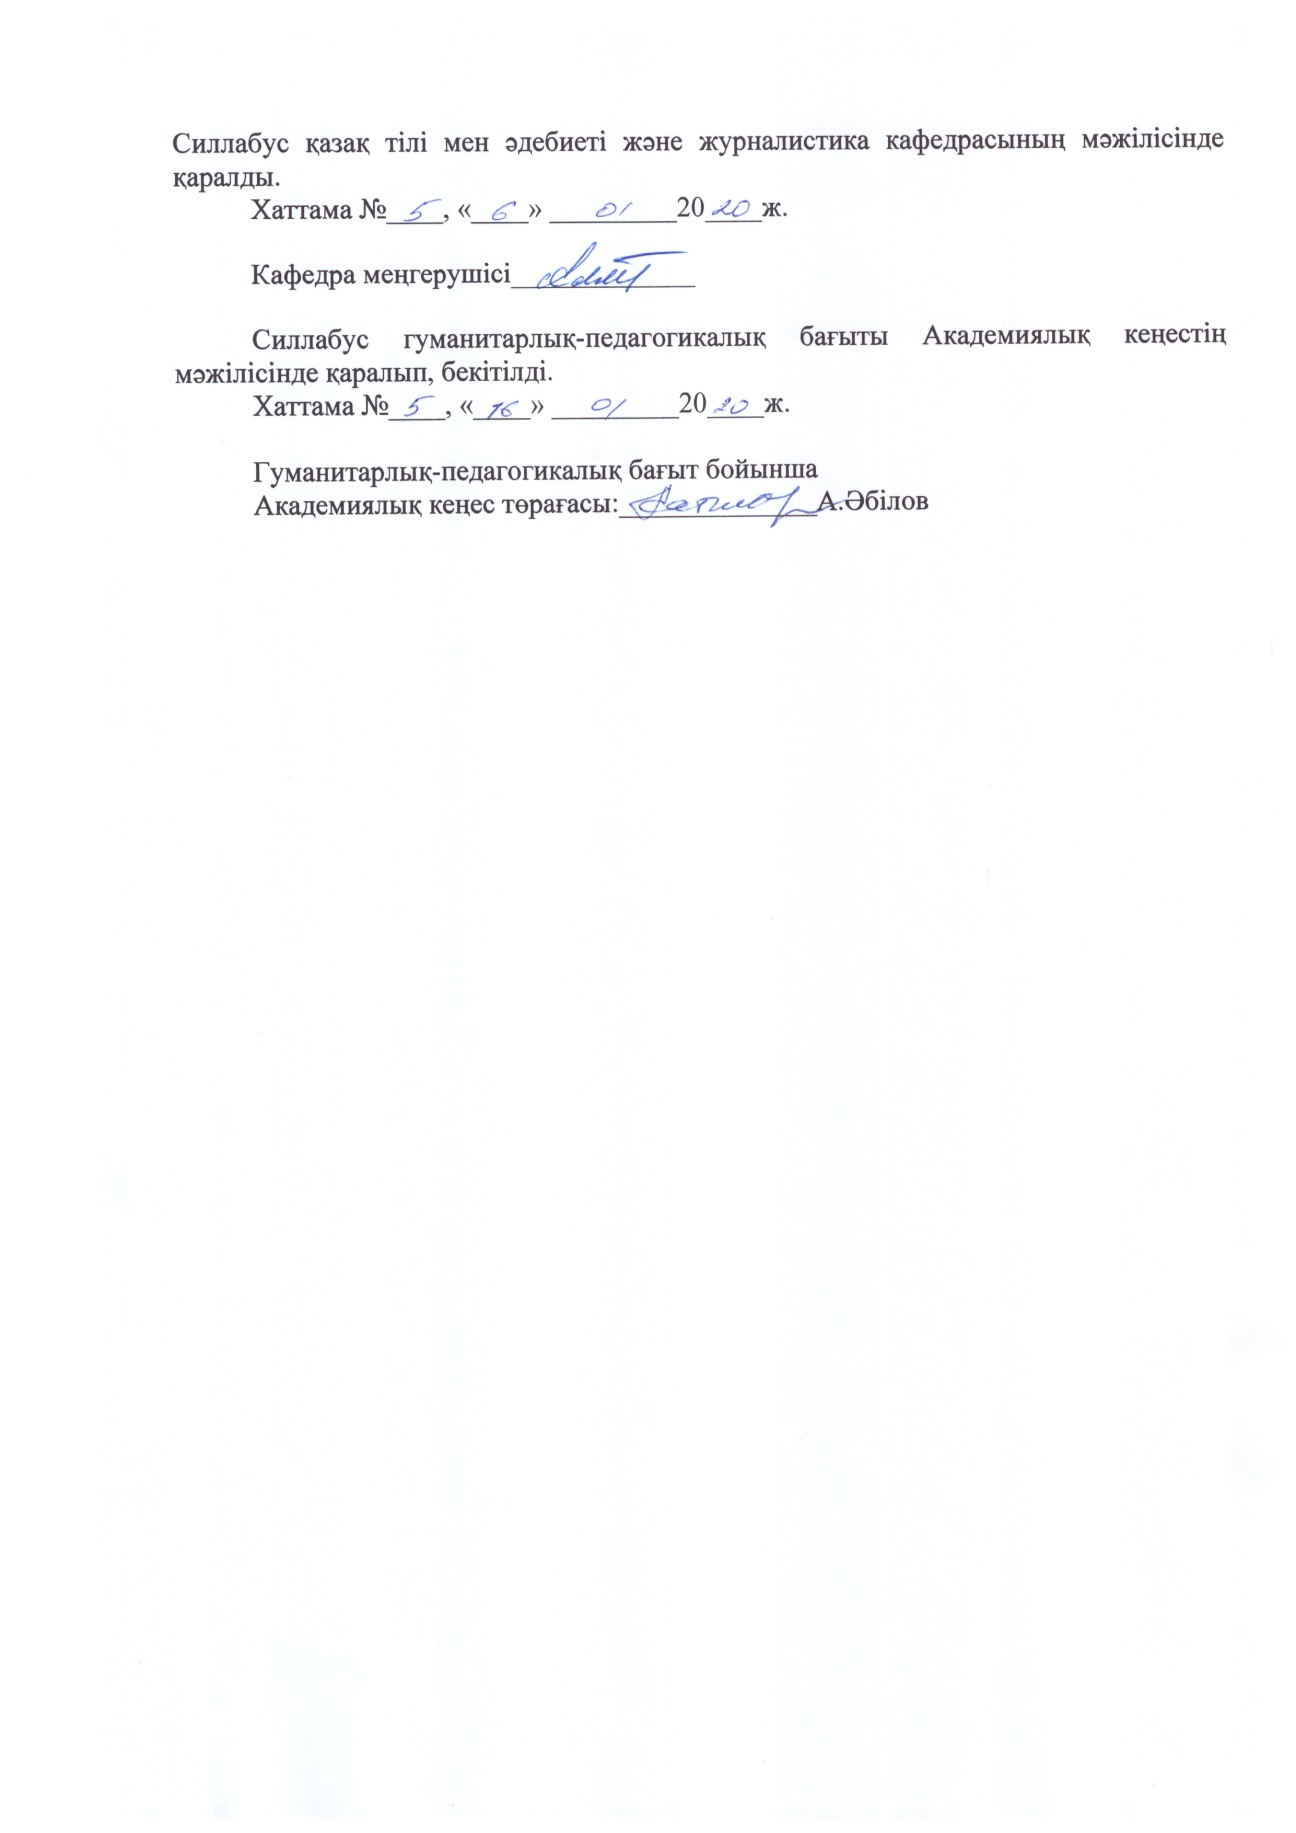 Силлабус қазақ тілі мен әдебиеті және журналистика кафедрасының мәжілісінде
қаралды.
Хаттама №5, «6» 01 2020 ж.
Кафедра меңгерушісі
Силлабус гуманитарлық-педагогикалық бағыты Академиялық кеңестің
мәжілісінде қаралып, бекітілді.
Хаттама №5, «16» 01 2020 ж.
Гуманитарлық-педагогикалық бағыт бойынша
Академиялық кеңес төрағасы: А.Әбілов